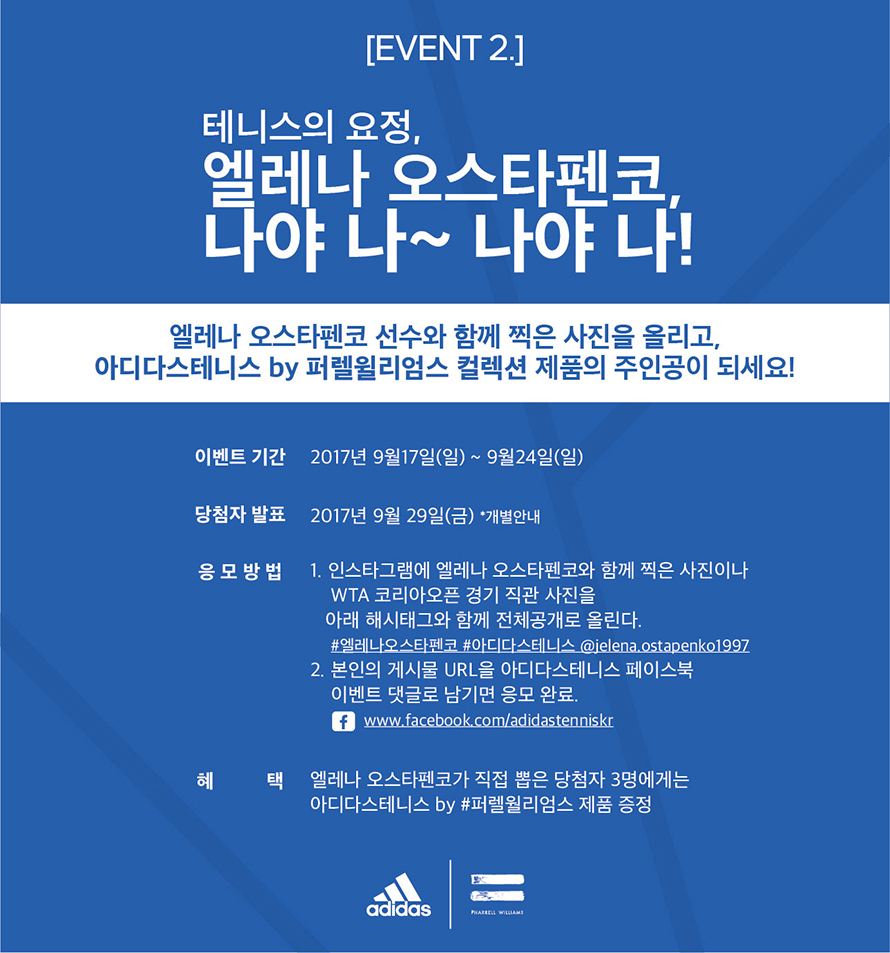 [EVENT 2.]
테니스의 요정,
엘레나 오스타펜코,
나야 나~ 나야 나!
엘레나 오스타펜코 선수와 함께 찍은 사진을 올리고,
아디다스테니스 by 퍼렐윌리엄스 컬렉션 제품의 주인공이 되세요!
이벤트 기간 2017년 9월17일(일) ~ 9월24일(일)
당첨자 발표 2017년 9월 29일(금) *개별안내
응 모 방 법 1. 인스타그램에 엘레나 오스타펜코와 함께 찍은 사진이나
WTA 코리아오픈 경기 직관 사진을
아래 해시태그와 함께 전체공개로 올린다.
#엘레나오스타펜코 #아디다스테니스 @jelena.ostapenko1997
2. 본인의 게시물 URL을 아디다스테니스 페이스북
이벤트 댓글로 남기면 응모 완료.
www.facebook.com/adidastenniskr
혜 택 엘레나 오스타펜코가 직접 뽑은 당첨자 3명에게는
아디다스테니스 by #퍼렐윌리엄스 제품 증정
adidas
PHARRELL WILLIAMS